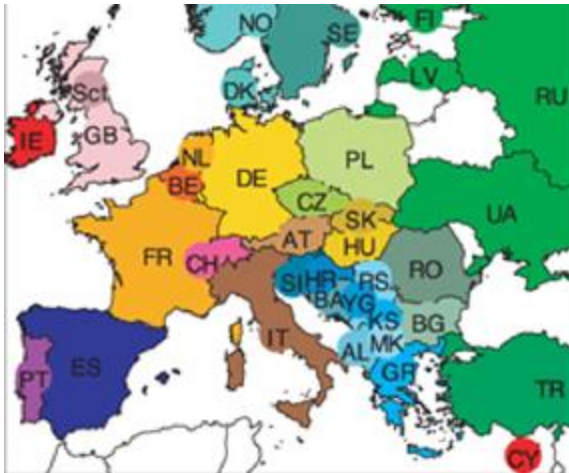 NO
SE
FI
LV
RU
Sct
DK
IE
GB
NL
BE
DE
PL
CZ
SK
UA
AT
HU
FR
CH
RO
SI
HR
RS
BA
YG
KS
BG
IT
AL
MK
GR
PT
ES
TR
CY